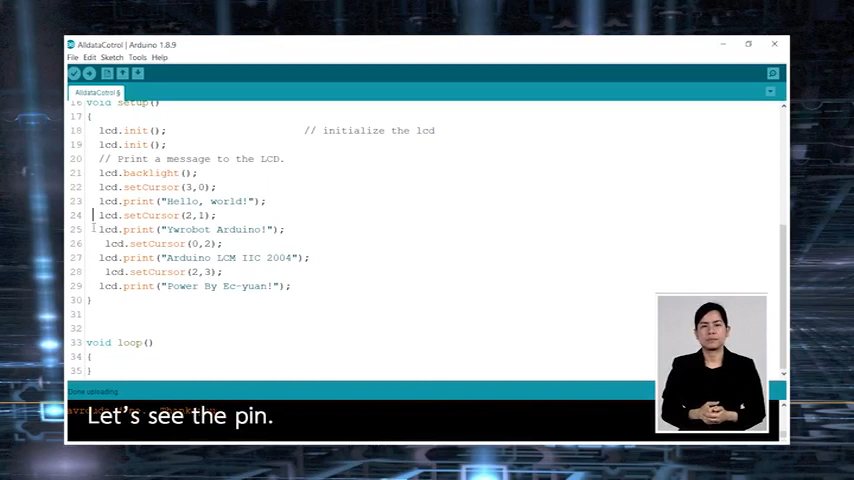 AlldataCotrol | Arduino 1.8.9
File Edit Sketch Tools Help
AlldataCotrol §
16 void setup()
17 {
18 lcd.init(); // initialize the lcd
19 lcd.init();
20 // Print a message to the LCD.
21 lcd.backlight();
22 lcd.setCursor(3,0);
23 lcd.print("Hello, world!");
24 lcd.setCursor(2,1);
25 lcd.print("Ywrobot Arduino!");
26 lcd.setCursor(0,2);
27 lcd.print("Arduino LCM IIC 2004");
28 lcd.setCursor(2,3);
29 lcd.print("Power By Ec-yuan!");
30 }
31
32
33 void loop()
34 {
35 }
Done uploading.
Let's see the pin.